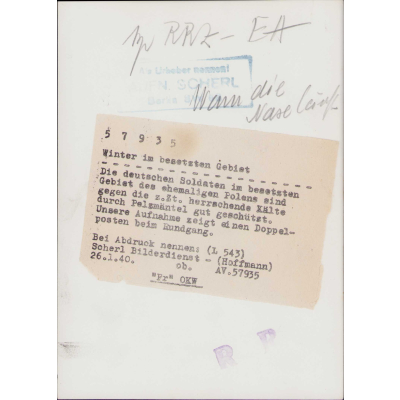 RRZ - EA
Urheber nennen!
SCHERL
Wenn die
Nase läuft
5 7 9 3 5
Winter im besetzten Gebiet
Die deutschen Soldaten im besetzten
Gebiet des ehemaligen Polens sind
gegen die z.Zt. herrschende Kälte
durch Pelzmäntel gut geschützt.
Unsere Aufnahme zeigt einen Doppel-
posten beim Rundgang.
Bei Abdruck nennen: (L 543)
Scherl Bilderdienst - (Hoffmann)
26.1.40. ob. AV.57935
"Pr" OKW
R R